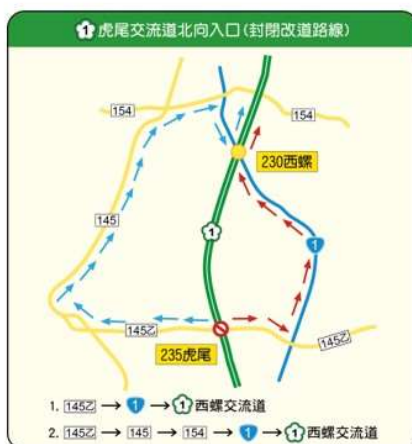 1 虎尾交流道北向入口(封閉改道路線)
154
154
230西螺
145
1
1
145乙
145乙
235虎尾
1. 145乙 → 1 → 1 西螺交流道
2. 145乙 → 145 → 154 → 1 → 1 西螺交流道